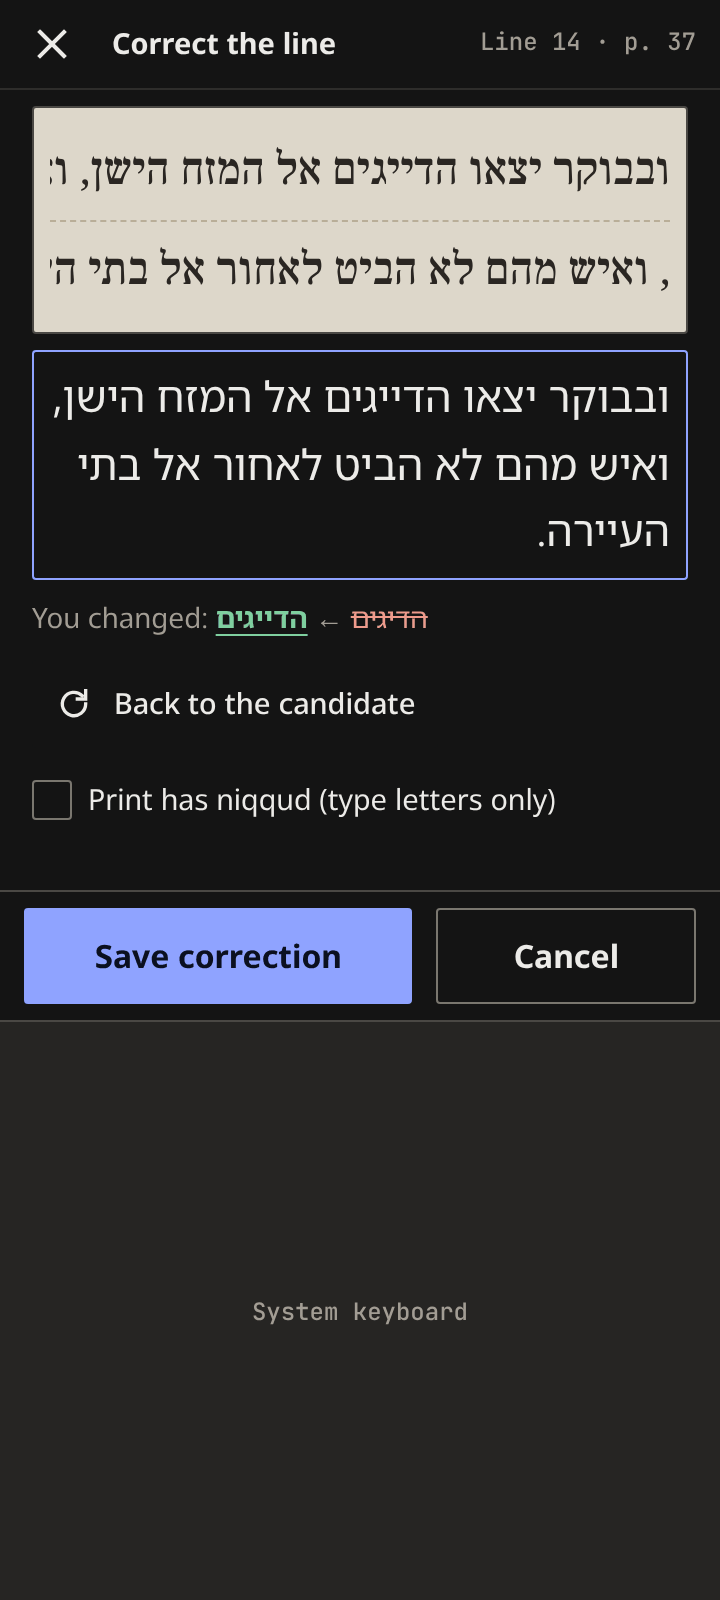 Correct the line
Line 14 · p. 37
ובבוקר יצאו הדייגים אל המזח הישן,
, ואיש מהם לא הביט לאחור אל בתי
ובבוקר יצאו הדייגים אל המזח הישן,
ואיש מהם לא הביט לאחור אל בתי
העיירה.
You changed: הדיגים → הדייגים
Back to the candidate
Print has niqqud (type letters only)
Save correction
Cancel
System keyboard